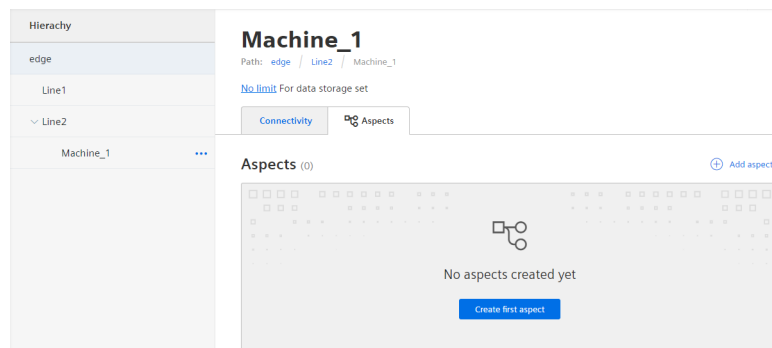 Hierachy
edge
Line1
Line2
Machine_1
Machine_1
Path: edge / Line2 / Machine_1
No limit For data storage set
Connectivity Aspects
Aspects (0)
Add aspect
No aspects created yet
Create first aspect